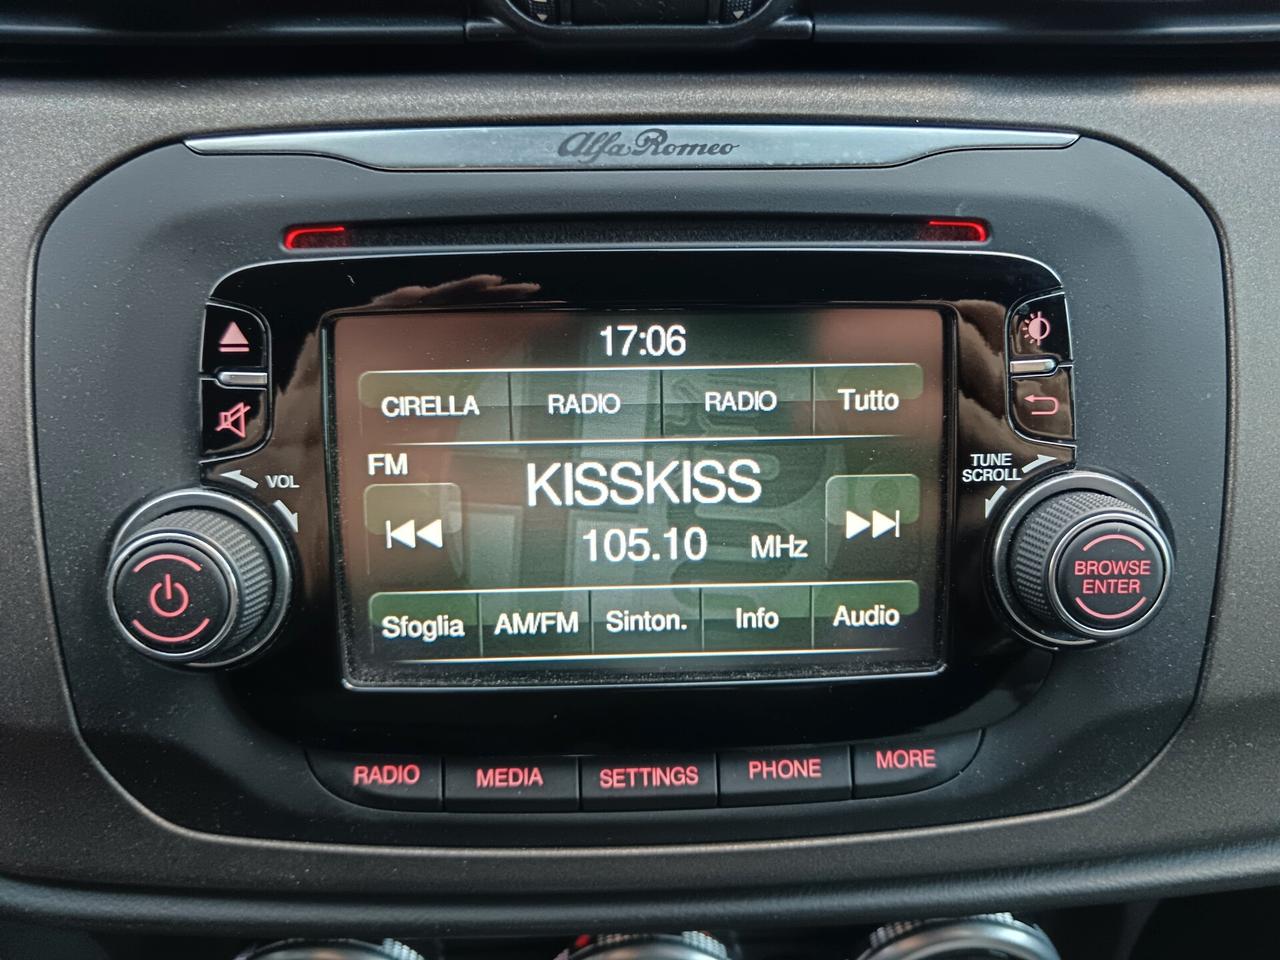 Alfa Romeo
17:06
CIRELLA RADIO RADIO Tutto
FM
KISSKISS
105.10 MHz
Sfoglia AM/FM Sinton. Info Audio
VOL
TUNE
SCROLL
BROWSE
ENTER
RADIO MEDIA SETTINGS PHONE MORE